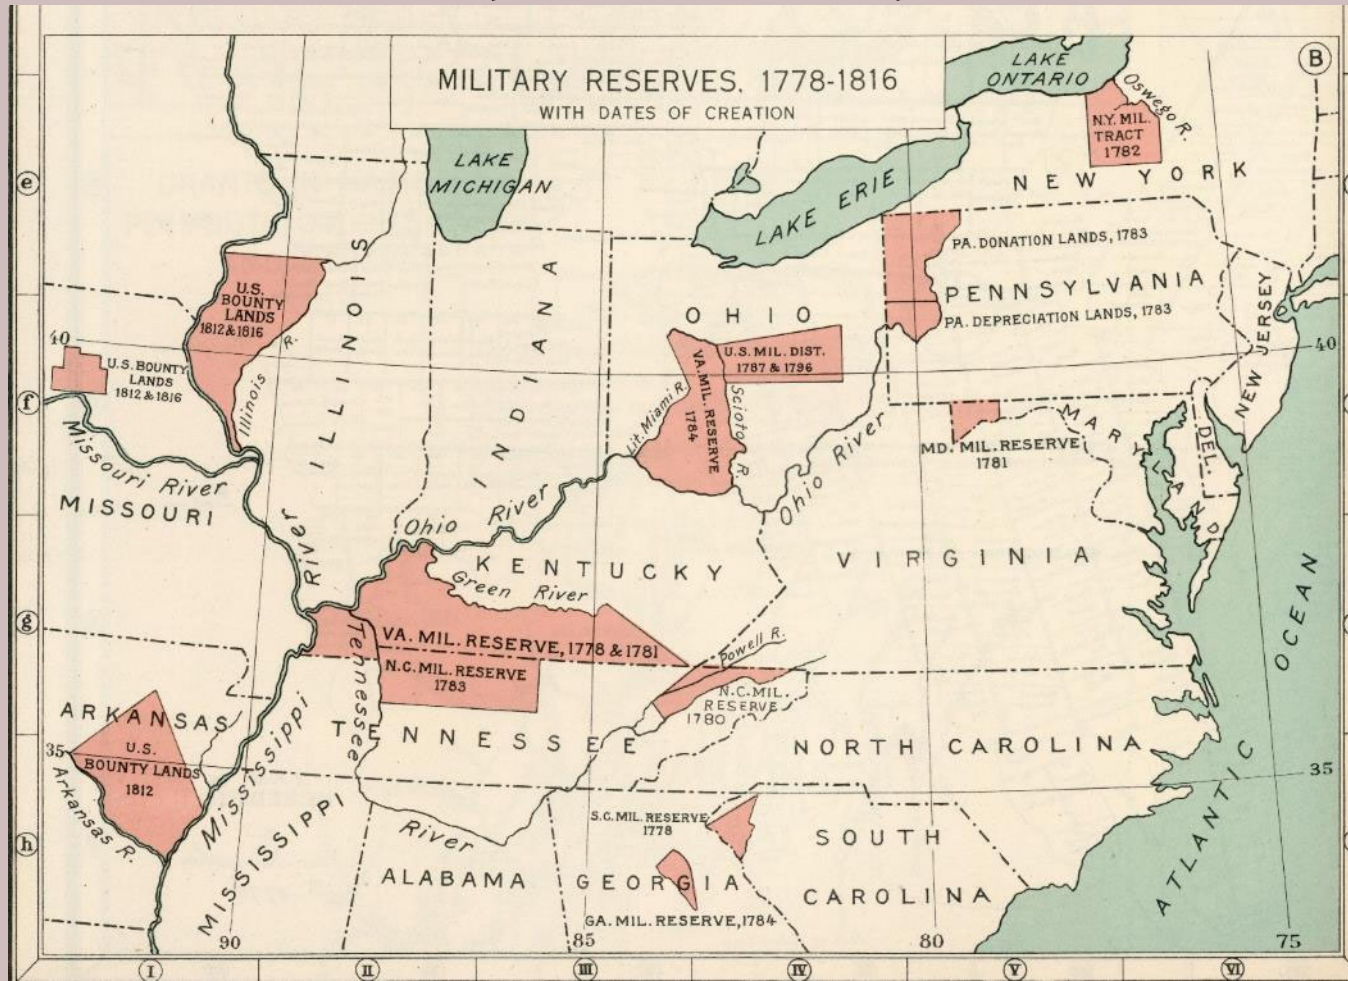 MILITARY RESERVES, 1778-1816
WITH DATES OF CREATION
B
LAKE
ONTARIO
Oswego R.
N.Y. MIL.
TRACT
1782
NEW YORK
LAKE
MICHIGAN
LAKE ERIE
e
PA. DONATION LANDS, 1783
PENNSYLVANIA
PA. DEPRECIATION LANDS, 1783
NEW JERSEY
U.S.
BOUNTY
LANDS
1812 & 1816
ILLINOIS
INDIANA
OHIO
40
40
U.S. BOUNTY
LANDS
1812 & 1816
Illinois
R.
U.S. MIL. DIST.
1787 & 1796
VA. MIL. RESERVE
1784
Lit. Miami R.
Scioto R.
f
MD. MIL. RESERVE
1781
MARYLAND
DEL.
Missouri River
MISSOURI
River
Ohio River
Ohio River
KENTUCKY
Green River
VIRGINIA
g
VA. MIL. RESERVE, 1778 & 1781
Powell R.
N.C. MIL. RESERVE
1783
N.C. MIL.
RESERVE
1780
Tennessee
TENNESSEE
NORTH CAROLINA
ARKANSAS
35
35
U.S.
BOUNTY LANDS
1812
Arkansas R.
Mississippi
MISSISSIPPI
River
h
S.C. MIL. RESERVE
1778
SOUTH
CAROLINA
ALABAMA
GEORGIA
GA. MIL. RESERVE, 1784
ATLANTIC
OCEAN
90
85
80
75
I
II
III
IV
V
VI